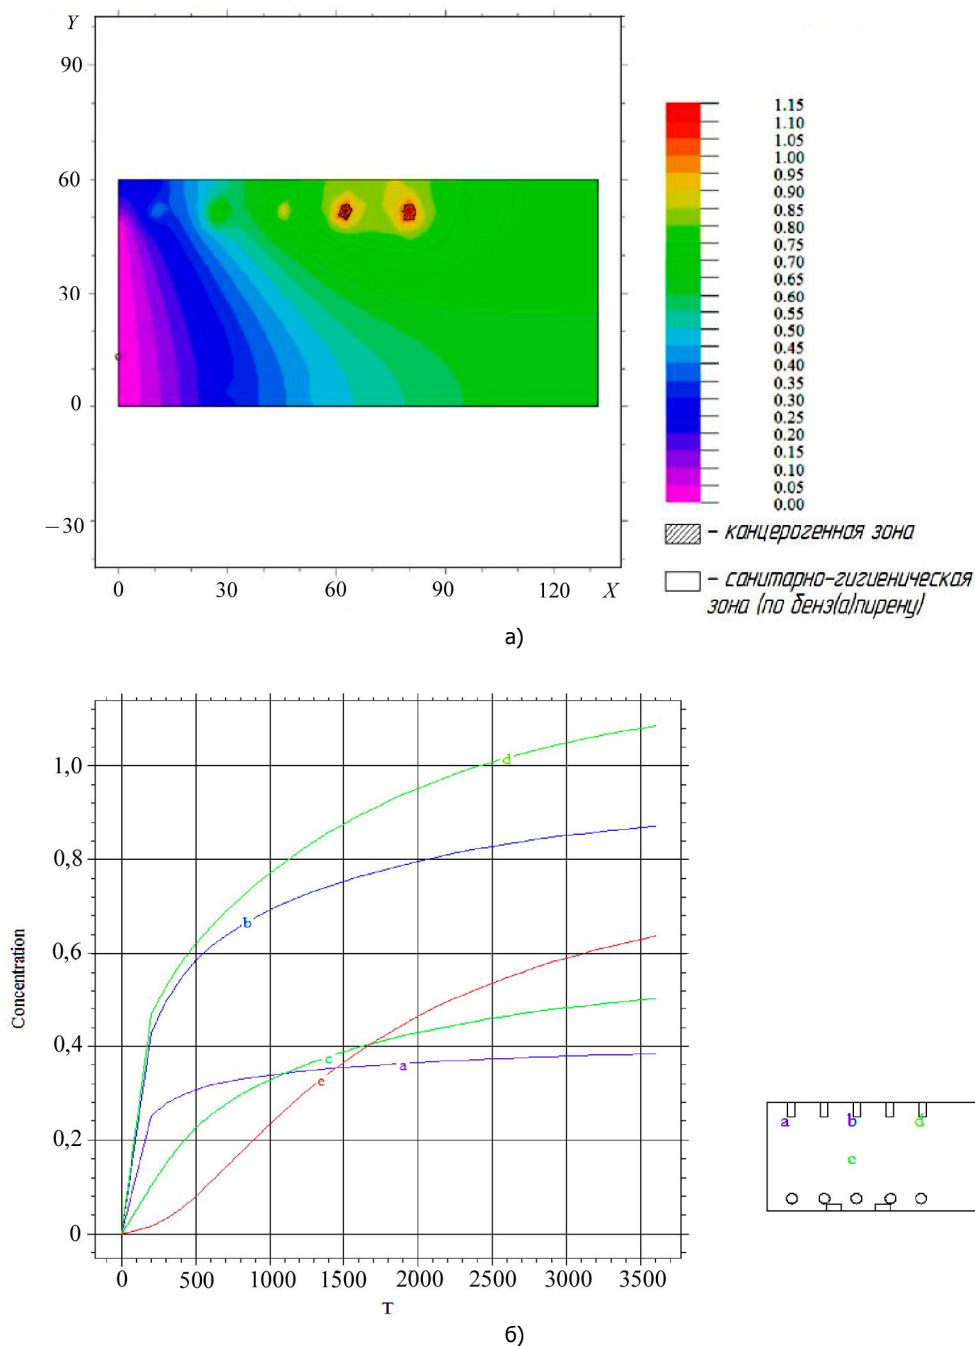 Y
90
60
30
0
−30
0
30
60
X
90
120
1.15
1.10
1.05
1.00
0.95
0.90
0.85
0.80
0.75
0.70
0.65
0.60
0.55
0.50
0.45
0.40
0.35
0.30
0.25
0.20
0.15
0.10
0.05
0.00
– канцерогенная зона
– санитарно-гигиеническая
зона (по бенз(а)пирену)
а)
Concentration
1,0
0,8
0,6
0,4
0,2
0
d
b
c
a
e
0
500
1000
1500
2000
2500
3000
3500
T
a
b
d
c
б)